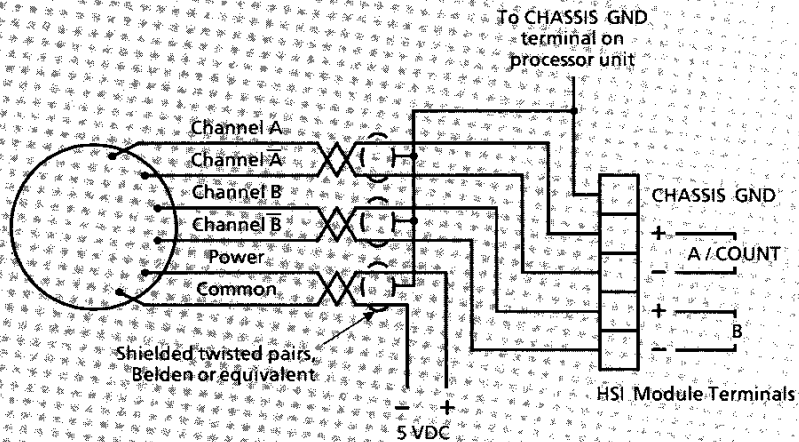 To CHASSIS GND
terminal on
processor unit
Channel A
Channel A̅
Channel B
Channel B̅
Power
Common
CHASSIS GND
+
A / COUNT
−
+
B
−
Shielded twisted pairs,
Belden or equivalent
HSI Module Terminals
− +
5 VDC